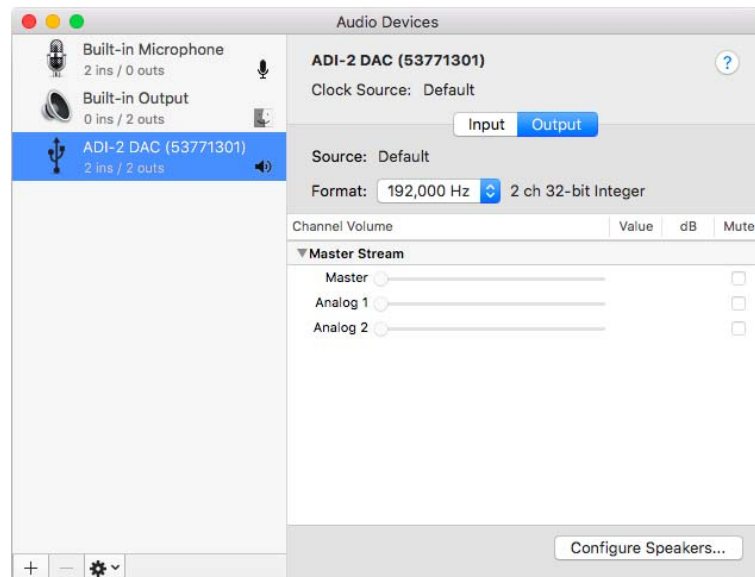 Audio Devices
Built-in Microphone
2 ins / 0 outs
Built-in Output
0 ins / 2 outs
ADI-2 DAC (53771301)
2 ins / 2 outs
ADI-2 DAC (53771301)
?
Clock Source: Default
Input Output
Source: Default
Format: 192,000 Hz 2 ch 32-bit Integer
Channel Volume Value dB Mute
Master Stream
Master
Analog 1
Analog 2
Configure Speakers...